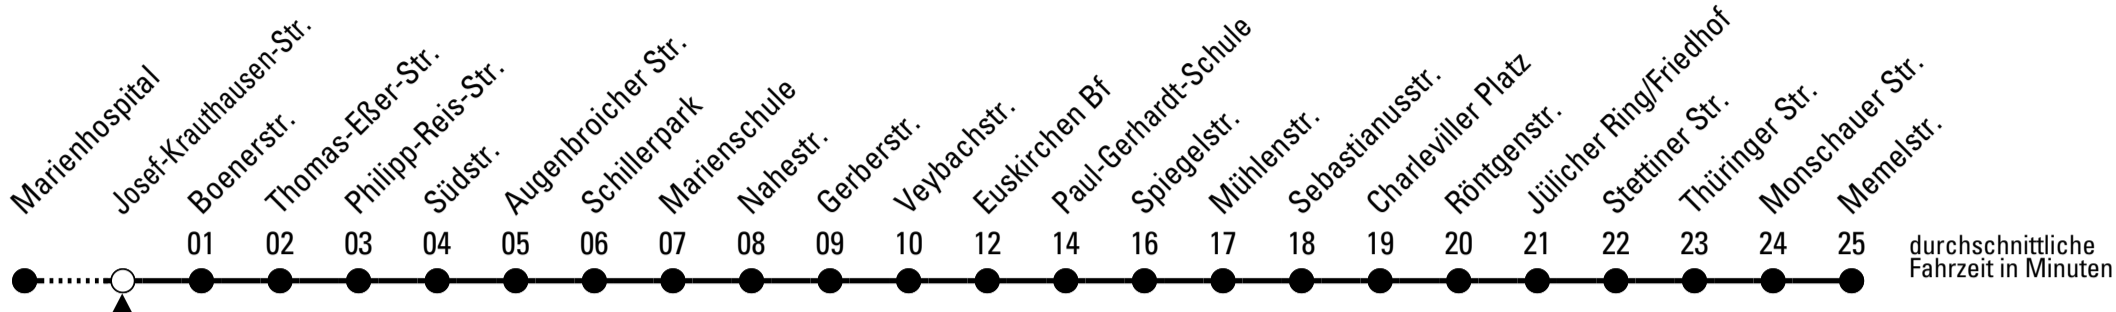 Marienhospital
Josef-Krauthausen-Str.
Boenerstr.
Thomas-Eßer-Str.
Philipp-Reis-Str.
Südstr.
Augenbroicher Str.
Schillerpark
Marienschule
Nahestr.
Gerberstr.
Veybachstr.
Euskirchen Bf
Paul-Gerhardt-Schule
Spiegelstr.
Mühlenstr.
Sebastianusstr.
Charleviller Platz
Röntgenstr.
Jülicher Ring/Friedhof
Stettiner Str.
Thüringer Str.
Monschauer Str.
Memelstr.
01 02 03 04 05 06 07 08 09 10 12 14 16 17 18 19 20 21 22 23 24 25
durchschnittliche
Fahrzeit in Minuten